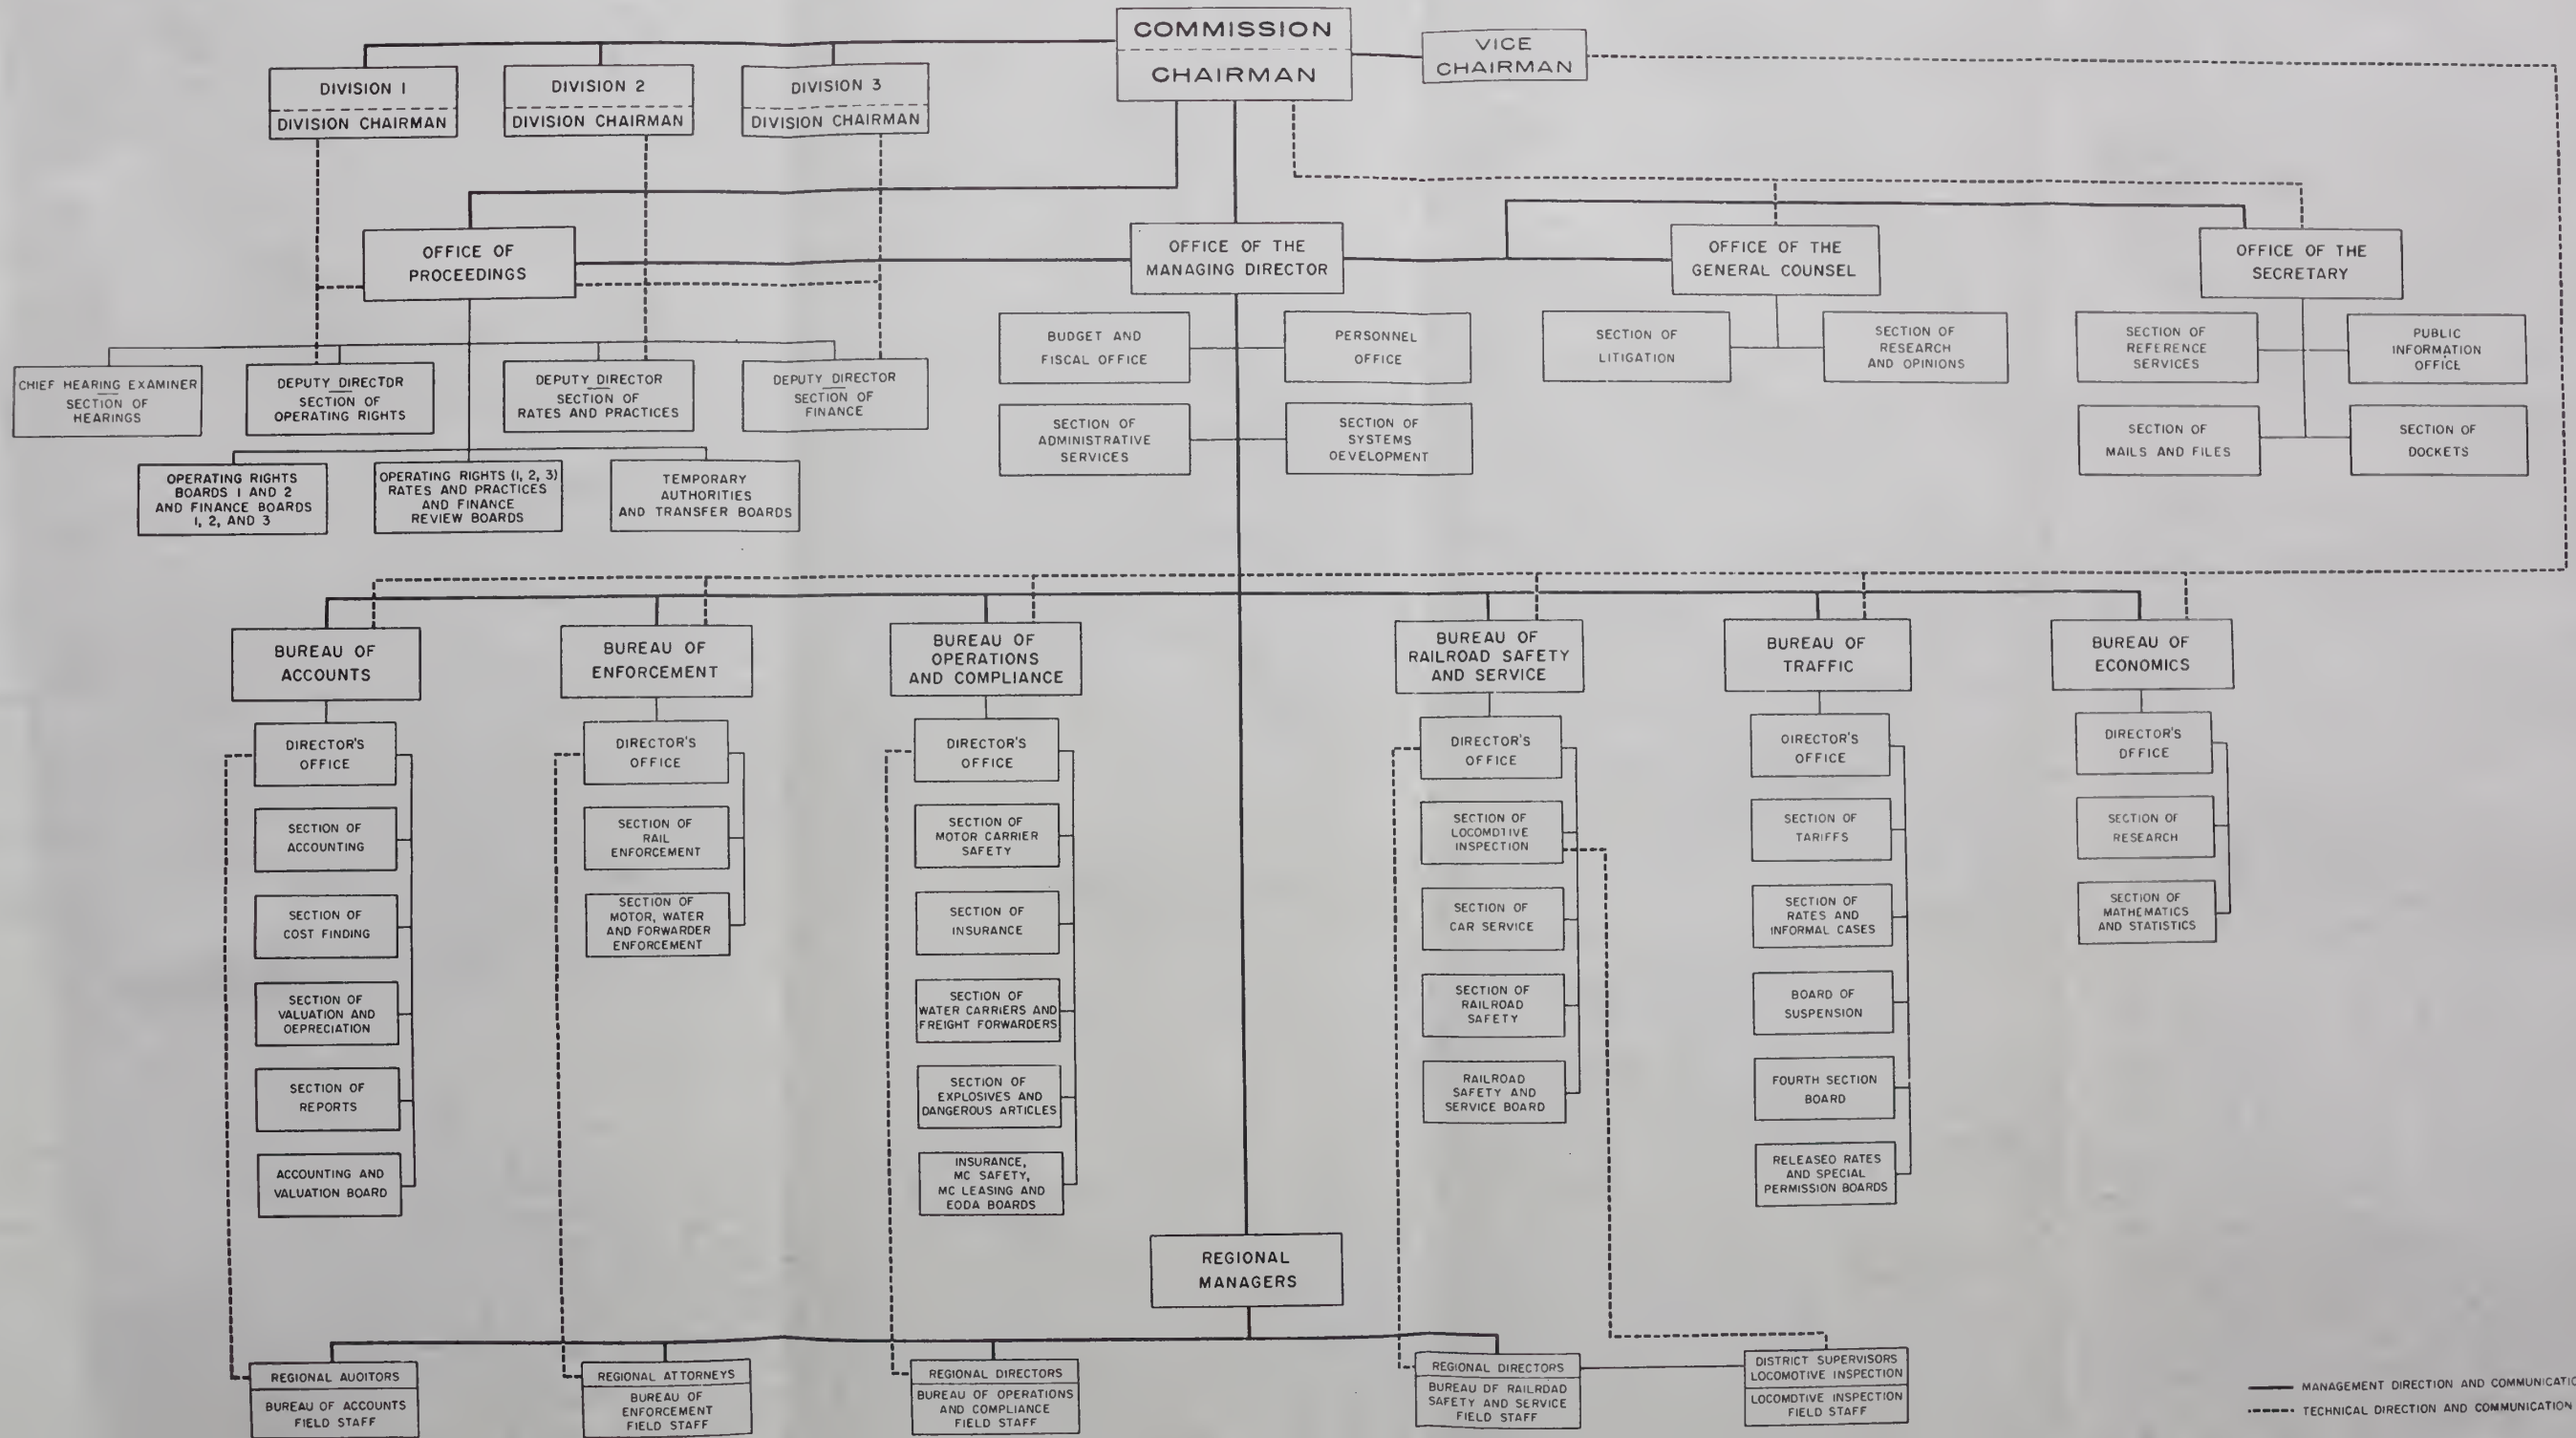 COMMISSION
CHAIRMAN
VICE
CHAIRMAN
DIVISION 1
DIVISION CHAIRMAN
DIVISION 2
DIVISION CHAIRMAN
DIVISION 3
DIVISION CHAIRMAN
OFFICE OF
PROCEEDINGS
OFFICE OF THE
MANAGING DIRECTOR
OFFICE OF THE
GENERAL COUNSEL
OFFICE OF THE
SECRETARY
CHIEF HEARING EXAMINER
SECTION OF
HEARINGS
DEPUTY DIRECTOR
SECTION OF
OPERATING RIGHTS
DEPUTY DIRECTOR
SECTION OF
RATES AND PRACTICES
DEPUTY DIRECTOR
SECTION OF
FINANCE
BUDGET AND
FISCAL OFFICE
PERSONNEL
OFFICE
SECTION OF
LITIGATION
SECTION OF
RESEARCH
AND OPINIONS
SECTION OF
REFERENCE
SERVICES
PUBLIC
INFORMATION
OFFICE
SECTION OF
ADMINISTRATIVE
SERVICES
SECTION OF
SYSTEMS
DEVELOPMENT
SECTION OF
MAILS AND FILES
SECTION OF
DOCKETS
OPERATING RIGHTS
BOARDS 1 AND 2
AND FINANCE BOARDS
1, 2, AND 3
OPERATING RIGHTS (1, 2, 3)
RATES AND PRACTICES
AND FINANCE
REVIEW BOARDS
TEMPORARY
AUTHORITIES
AND TRANSFER BOARDS
BUREAU OF
ACCOUNTS
BUREAU OF
ENFORCEMENT
BUREAU OF
OPERATIONS
AND COMPLIANCE
BUREAU OF
RAILROAD SAFETY
AND SERVICE
BUREAU OF
TRAFFIC
BUREAU OF
ECONOMICS
DIRECTOR'S
OFFICE
SECTION OF
ACCOUNTING
SECTION OF
COST FINDING
SECTION OF
VALUATION AND
DEPRECIATION
SECTION OF
REPORTS
ACCOUNTING AND
VALUATION BOARD
DIRECTOR'S
OFFICE
SECTION OF
RAIL
ENFORCEMENT
SECTION OF
MOTOR, WATER
AND FORWARDER
ENFORCEMENT
DIRECTOR'S
OFFICE
SECTION OF
MOTOR CARRIER
SAFETY
SECTION OF
INSURANCE
SECTION OF
WATER CARRIERS AND
FREIGHT FORWARDERS
SECTION OF
EXPLOSIVES AND
DANGEROUS ARTICLES
INSURANCE,
MC SAFETY,
MC LEASING AND
EODA BOARDS
DIRECTOR'S
OFFICE
SECTION OF
LOCOMOTIVE
INSPECTION
SECTION OF
CAR SERVICE
SECTION OF
RAILROAD
SAFETY
RAILROAD
SAFETY AND
SERVICE BOARD
DIRECTOR'S
OFFICE
SECTION OF
TARIFFS
SECTION OF
RATES AND
INFORMAL CASES
BOARD OF
SUSPENSION
FOURTH SECTION
BOARD
RELEASED RATES
AND SPECIAL
PERMISSION BOARDS
DIRECTOR'S
OFFICE
SECTION OF
RESEARCH
SECTION OF
MATHEMATICS
AND STATISTICS
REGIONAL
MANAGERS
REGIONAL AUDITORS
BUREAU OF ACCOUNTS
FIELD STAFF
REGIONAL ATTORNEYS
BUREAU OF
ENFORCEMENT
FIELD STAFF
REGIONAL DIRECTORS
BUREAU OF OPERATIONS
AND COMPLIANCE
FIELD STAFF
REGIONAL DIRECTORS
BUREAU OF RAILROAD
SAFETY AND SERVICE
FIELD STAFF
DISTRICT SUPERVISORS
LOCOMOTIVE INSPECTION
LOCOMOTIVE INSPECTION
FIELD STAFF
MANAGEMENT DIRECTION AND COMMUNICATIO
TECHNICAL DIRECTION AND COMMUNICATION